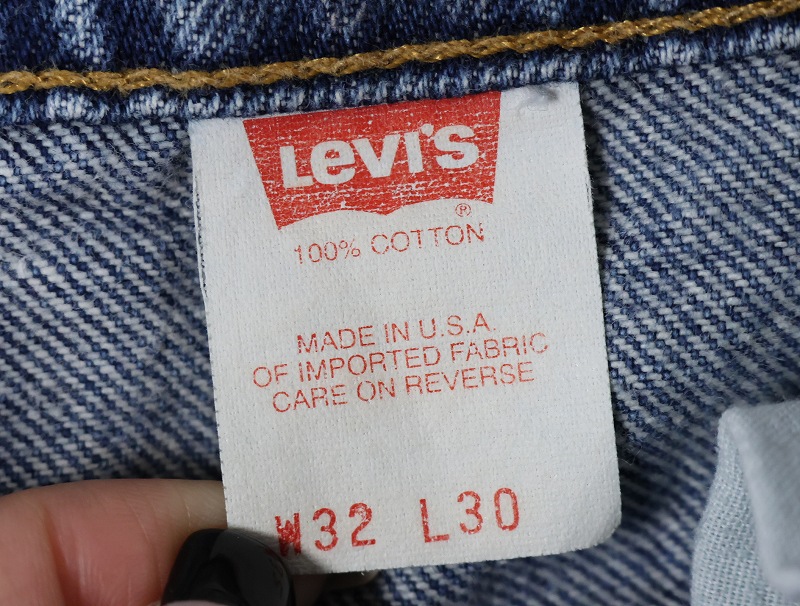 Levi's
®
100% COTTON
MADE IN U.S.A.
OF IMPORTED FABRIC
CARE ON REVERSE
W32 L30